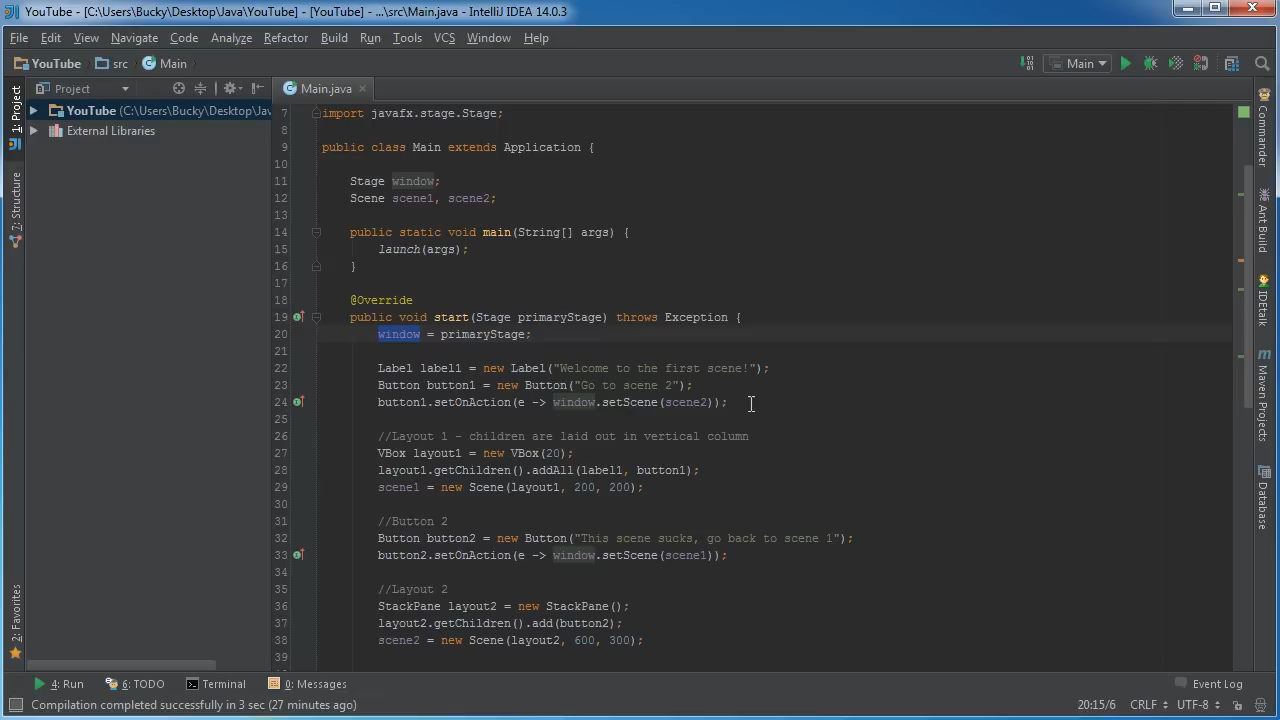 YouTube - [C:\Users\Bucky\Desktop\Java\YouTube] - [YouTube] - ...\src\Main.java - IntelliJ IDEA 14.0.3
File Edit View Navigate Code Analyze Refactor Build Run Tools VCS Window Help
YouTube src Main Main
Project Main.java
YouTube (C:\Users\Bucky\Desktop\Jav
External Libraries
1: Project
7: Structure
2: Favorites
7 import javafx.stage.Stage;
8
9 public class Main extends Application {
10
11 Stage window;
12 Scene scene1, scene2;
13
14 public static void main(String[] args) {
15 launch(args);
16 }
17
18 @Override
19 public void start(Stage primaryStage) throws Exception {
20 window = primaryStage;
21
22 Label label1 = new Label("Welcome to the first scene!");
23 Button button1 = new Button("Go to scene 2");
24 button1.setOnAction(e -> window.setScene(scene2));
25
26 //Layout 1 - children are laid out in vertical column
27 VBox layout1 = new VBox(20);
28 layout1.getChildren().addAll(label1, button1);
29 scene1 = new Scene(layout1, 200, 200);
30
31 //Button 2
32 Button button2 = new Button("This scene sucks, go back to scene 1");
33 button2.setOnAction(e -> window.setScene(scene1));
34
35 //Layout 2
36 StackPane layout2 = new StackPane();
37 layout2.getChildren().add(button2);
38 scene2 = new Scene(layout2, 600, 300);
39
Commander
Ant Build
IDEtalk
Maven Projects
Database
4: Run 6: TODO Terminal 0: Messages Event Log
Compilation completed successfully in 3 sec (27 minutes ago) 20:15/6 CRLF UTF-8